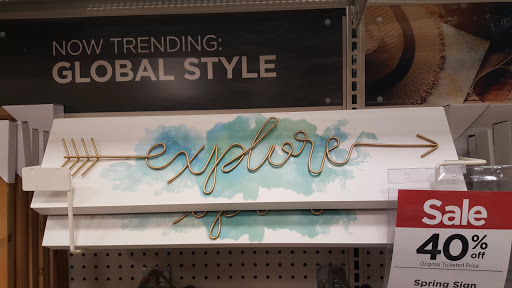 NOW TRENDING:
GLOBAL STYLE
explore
Sale
40% off
Original Ticketed Price
Spring Sign